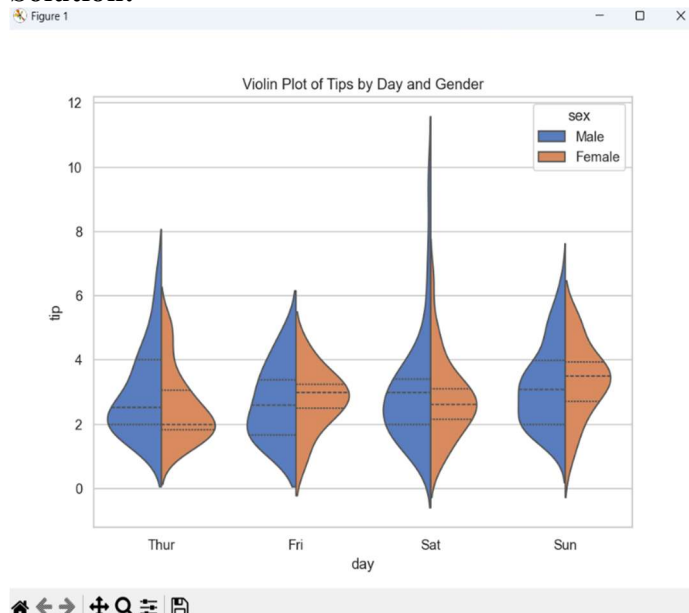 Figure 1
Violin Plot of Tips by Day and Gender
12
10
8
6
4
2
0
tip
sex
Male
Female
Thur
Fri
Sat
Sun
day